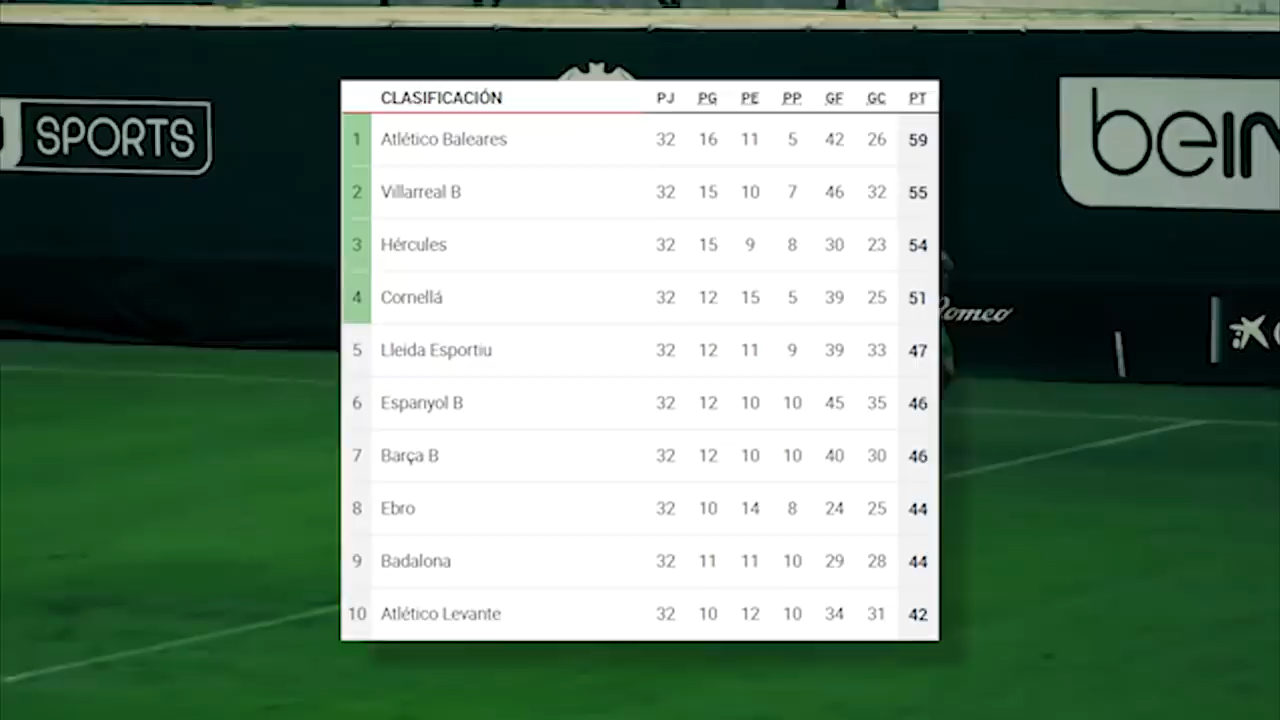 CLASIFICACIÓN PJ PG PE PP GF GC PT
1 Atlético Baleares 32 16 11 5 42 26 59
2 Villarreal B 32 15 10 7 46 32 55
3 Hércules 32 15 9 8 30 23 54
4 Cornellá 32 12 15 5 39 25 51
5 Lleida Esportiu 32 12 11 9 39 33 47
6 Espanyol B 32 12 10 10 45 35 46
7 Barça B 32 12 10 10 40 30 46
8 Ebro 32 10 14 8 24 25 44
9 Badalona 32 11 11 10 29 28 44
10 Atlético Levante 32 10 12 10 34 31 42
SPORTS
beIN
Romeo